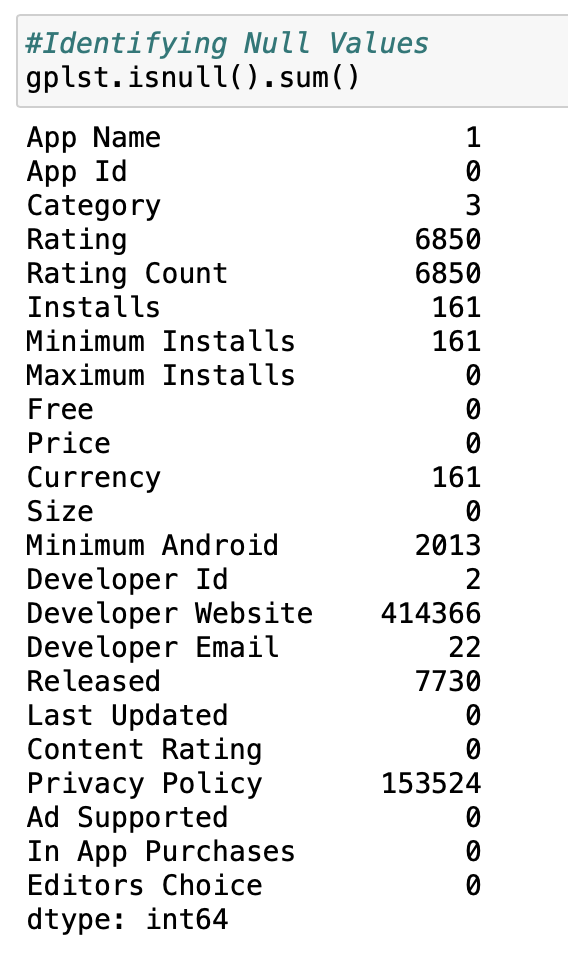 #Identifying Null Values
gplst.isnull().sum()
App Name 1
App Id 0
Category 3
Rating 6850
Rating Count 6850
Installs 161
Minimum Installs 161
Maximum Installs 0
Free 0
Price 0
Currency 161
Size 0
Minimum Android 2013
Developer Id 2
Developer Website 414366
Developer Email 22
Released 7730
Last Updated 0
Content Rating 0
Privacy Policy 153524
Ad Supported 0
In App Purchases 0
Editors Choice 0
dtype: int64